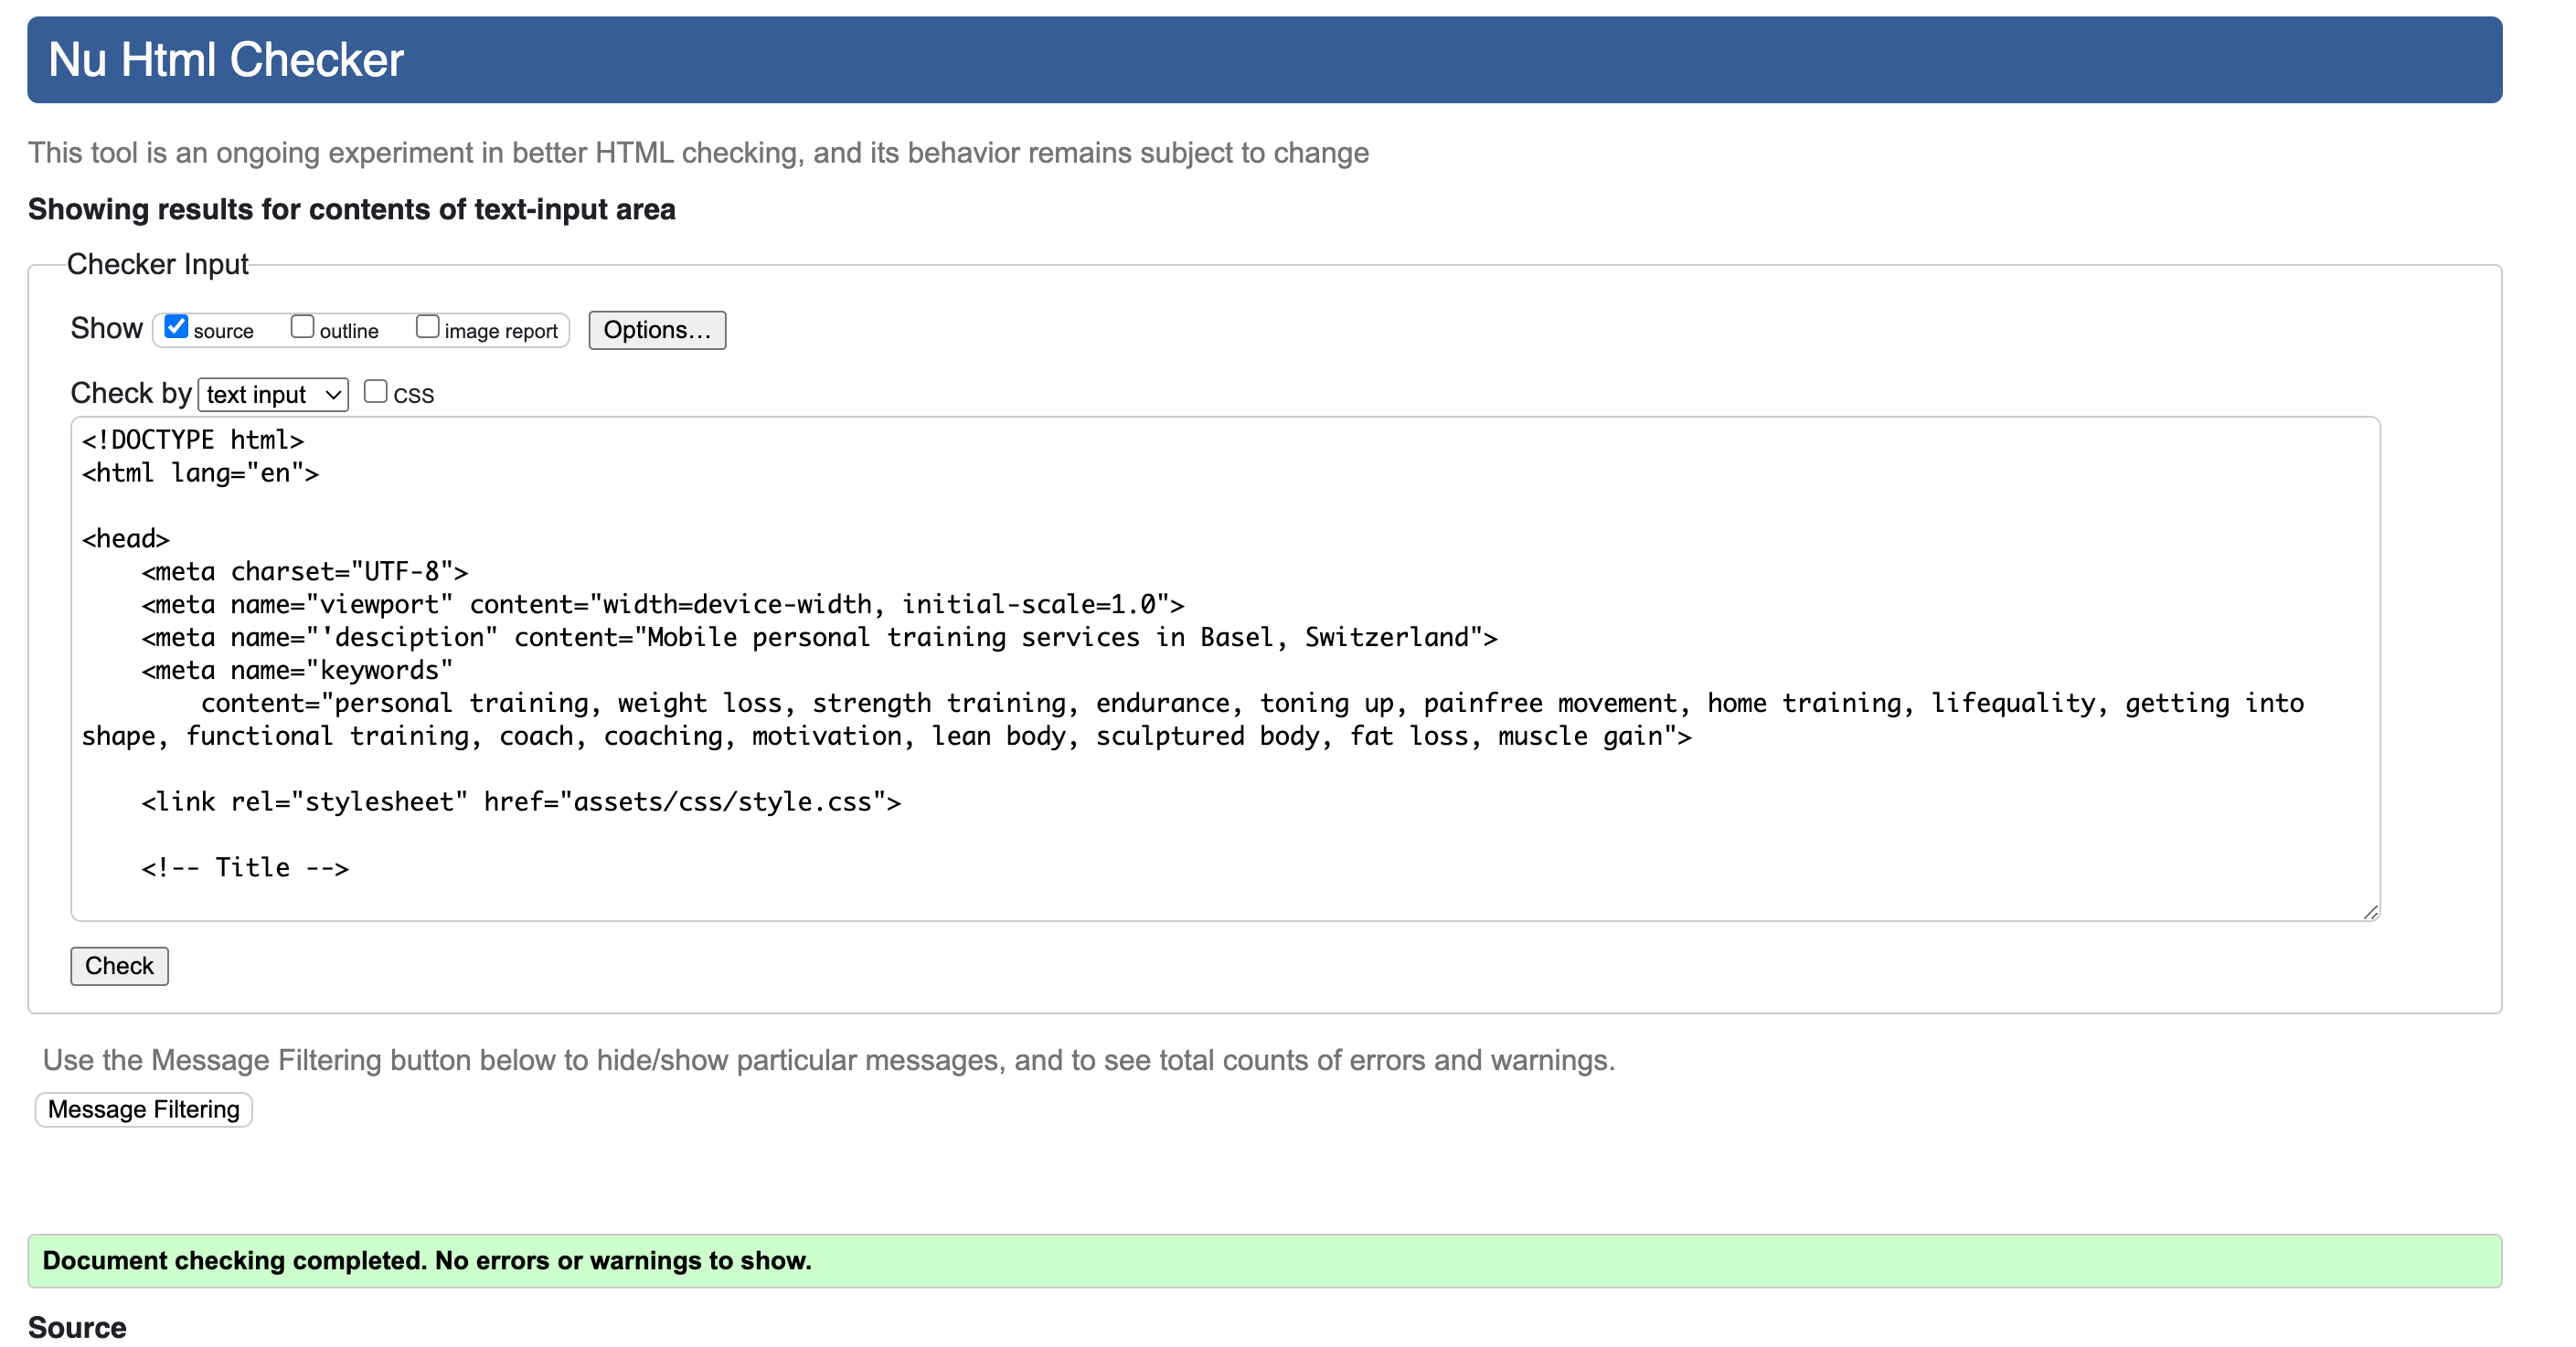 Nu Html Checker
This tool is an ongoing experiment in better HTML checking, and its behavior remains subject to change
Showing results for contents of text-input area
Checker Input
Show source outline image report Options...
Check by text input CSS
<!DOCTYPE html>
<html lang="en">
<head>
    <meta charset="UTF-8">
    <meta name="viewport" content="width=device-width, initial-scale=1.0">
    <meta name="'desciption" content="Mobile personal training services in Basel, Switzerland">
    <meta name="keywords"
        content="personal training, weight loss, strength training, endurance, toning up, painfree movement, home training, lifequality, getting into
shape, functional training, coach, coaching, motivation, lean body, sculptured body, fat loss, muscle gain">
    <link rel="stylesheet" href="assets/css/style.css">
    <!-- Title -->
Check
Use the Message Filtering button below to hide/show particular messages, and to see total counts of errors and warnings.
Message Filtering
Document checking completed. No errors or warnings to show.
Source